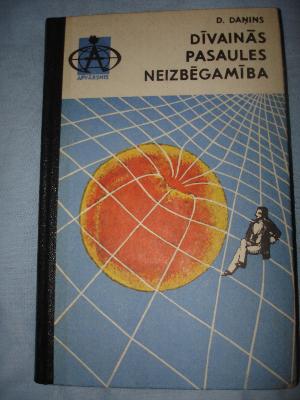 D. DAŅINS
DĪVAINĀS
PASAULES
NEIZBĒGAMĪBA
APVĀRSNIS